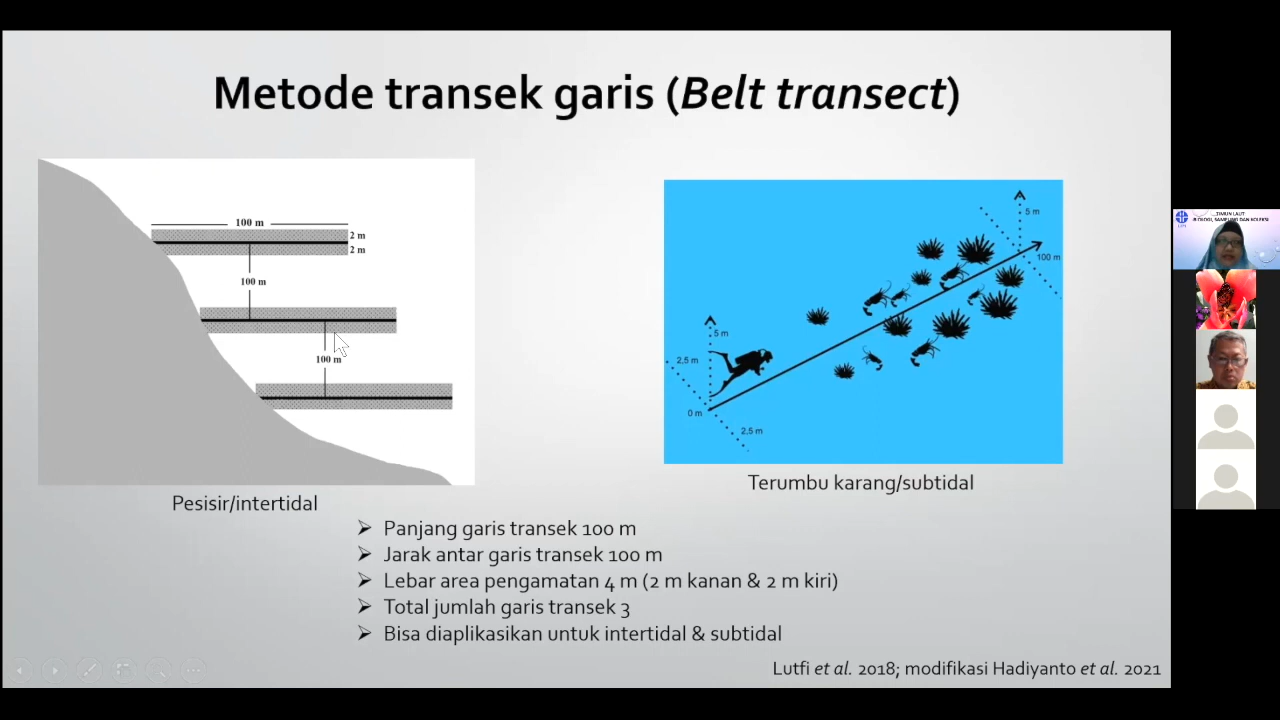 Metode transek garis (Belt transect)
100 m
2 m
2 m
100 m
100 m
Pesisir/intertidal
5 m
100 m
5 m
2,5 m
0 m
2,5 m
Terumbu karang/subtidal
➢ Panjang garis transek 100 m
➢ Jarak antar garis transek 100 m
➢ Lebar area pengamatan 4 m (2 m kanan & 2 m kiri)
➢ Total jumlah garis transek 3
➢ Bisa diaplikasikan untuk intertidal & subtidal
Lutfi et al. 2018; modifikasi Hadiyanto et al. 2021
TIMUN LAUT